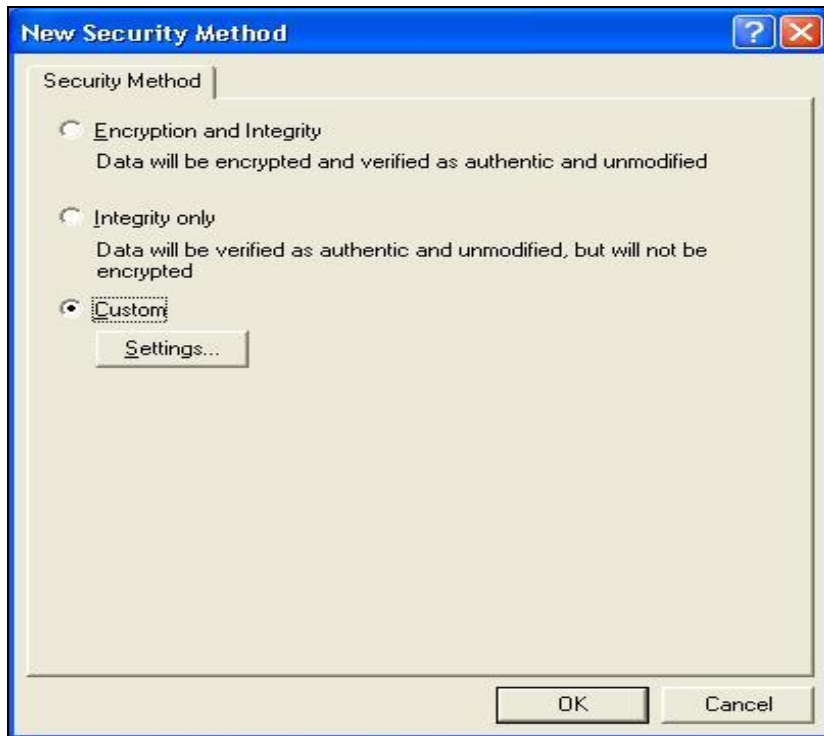 New Security Method
Security Method
Encryption and Integrity
Data will be encrypted and verified as authentic and unmodified
Integrity only
Data will be verified as authentic and unmodified, but will not be
encrypted
Custom
Settings...
OK Cancel